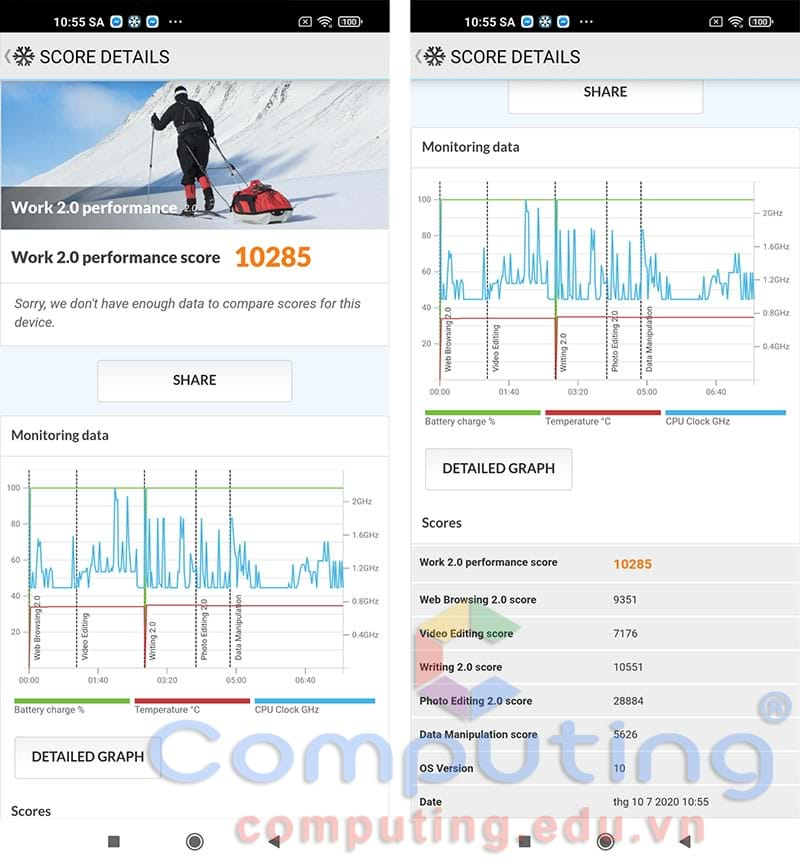 10:55 SA
100
SCORE DETAILS
Work 2.0 performance 2.0
Work 2.0 performance score 10285
Sorry, we don't have enough data to compare scores for this
device.
SHARE
Monitoring data
100
80
60
40
20
2GHz
1.6GHz
1.2GHz
0.8GHz
0.4GHz
Web Browsing 2.0
Video Editing
Writing 2.0
Photo Editing 2.0
Data Manipulation
00:00 01:40 03:20 05:00 06:40
Battery charge % Temperature °C CPU Clock GHz
DETAILED GRAPH
Scores
10:55 SA
100
SCORE DETAILS
SHARE
Monitoring data
100
80
60
40
20
2GHz
1.6GHz
1.2GHz
0.8GHz
0.4GHz
Web Browsing 2.0
Video Editing
Writing 2.0
Photo Editing 2.0
Data Manipulation
00:00 01:40 03:20 05:00 06:40
Battery charge % Temperature °C CPU Clock GHz
DETAILED GRAPH
Scores
Work 2.0 performance score 10285
Web Browsing 2.0 score 9351
Video Editing score 7176
Writing 2.0 score 10551
Photo Editing 2.0 score 28884
Data Manipulation score 5626
OS Version 10
Date thg 10 7 2020 10:55
Computing®
computing.edu.vn